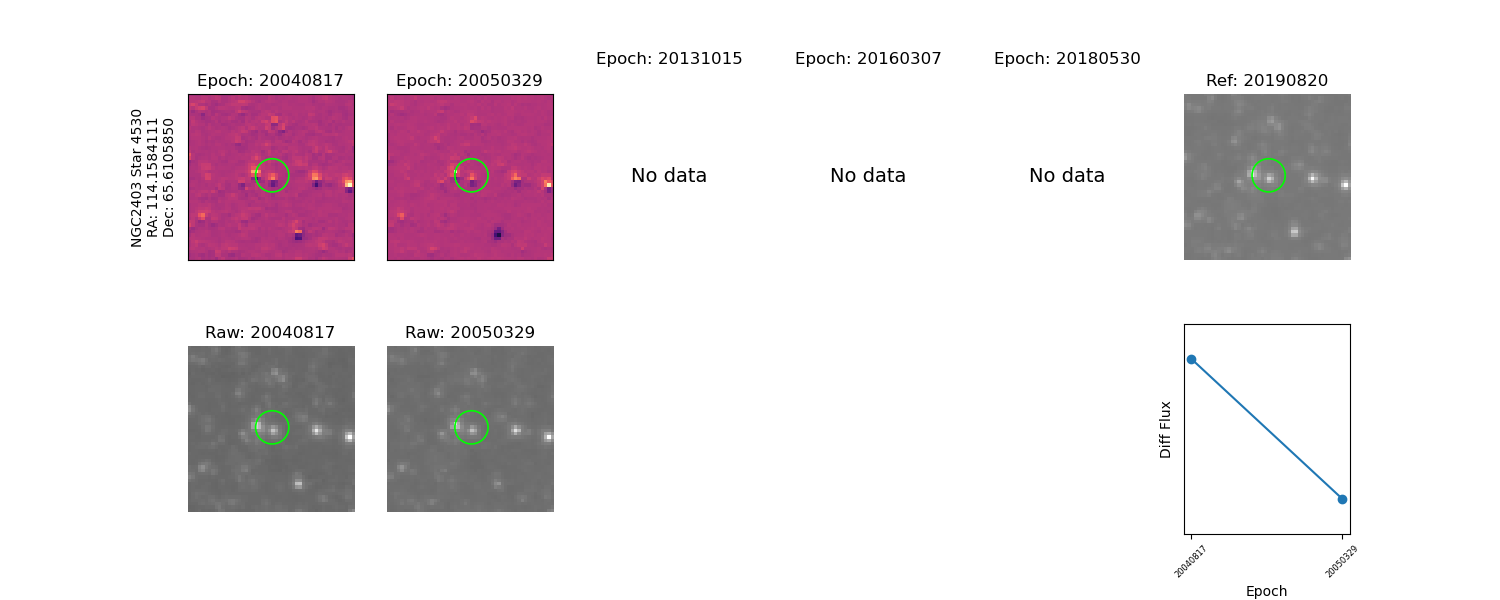 Epoch: 20040817
Epoch: 20050329
Epoch: 20131015
Epoch: 20160307
Epoch: 20180530
Ref: 20190820
NGC2403 Star 4530
RA: 114.1584111
Dec: 65.6105850
No data
No data
No data
Raw: 20040817
Raw: 20050329
Diff Flux
20040817
20050329
Epoch